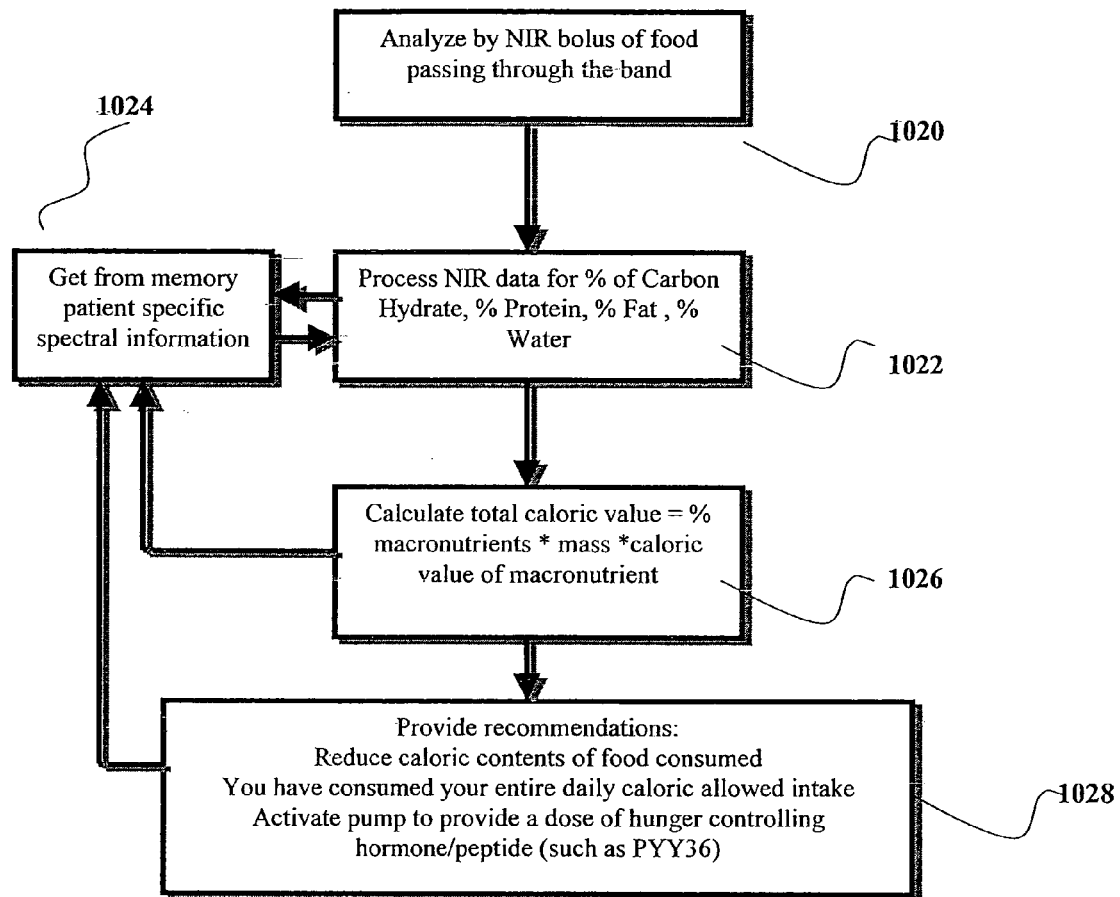 Analyze by NIR bolus of food
passing through the band
1020
1024
Get from memory
patient specific
spectral information
Process NIR data for % of Carbon
Hydrate, % Protein, % Fat , %
Water
1022
Calculate total caloric value = %
macronutrients * mass *caloric
value of macronutrient
1026
Provide recommendations:
Reduce caloric contents of food consumed
You have consumed your entire daily caloric allowed intake
Activate pump to provide a dose of hunger controlling
hormone/peptide (such as PYY36)
1028